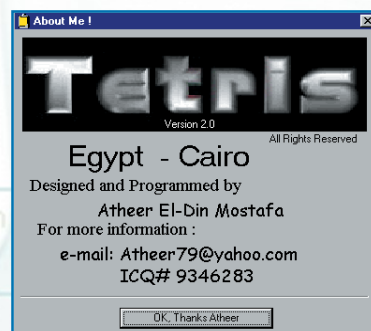 About Me !
Tetris
Version 2.0
All Rights Reserved
Egypt - Cairo
Designed and Programmed by
Atheer El-Din Mostafa
For more information :
e-mail: Atheer79@yahoo.com
ICQ# 9346283
OK, Thanks Atheer